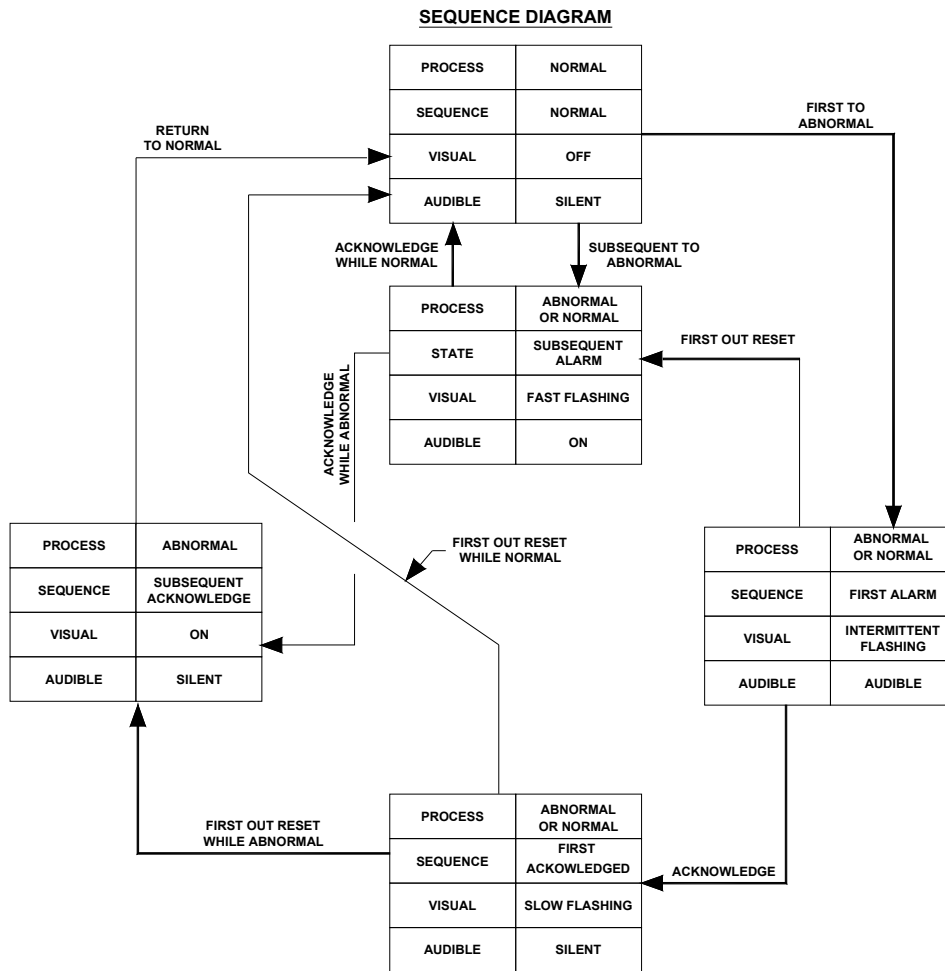 SEQUENCE DIAGRAM
PROCESS NORMAL
SEQUENCE NORMAL
VISUAL OFF
AUDIBLE SILENT
FIRST TO
ABNORMAL
RETURN
TO NORMAL
ACKNOWLEDGE
WHILE NORMAL
SUBSEQUENT TO
ABNORMAL
PROCESS ABNORMAL
OR NORMAL
STATE SUBSEQUENT
ALARM
VISUAL FAST FLASHING
AUDIBLE ON
FIRST OUT RESET
ACKNOWLEDGE
WHILE ABNORMAL
FIRST OUT RESET
WHILE NORMAL
PROCESS ABNORMAL
SEQUENCE SUBSEQUENT
ACKNOWLEDGE
VISUAL ON
AUDIBLE SILENT
PROCESS ABNORMAL
OR NORMAL
SEQUENCE FIRST ALARM
VISUAL INTERMITTENT
FLASHING
AUDIBLE AUDIBLE
FIRST OUT RESET
WHILE ABNORMAL
PROCESS ABNORMAL
OR NORMAL
SEQUENCE FIRST
ACKOWLEDGED
VISUAL SLOW FLASHING
AUDIBLE SILENT
ACKNOWLEDGE